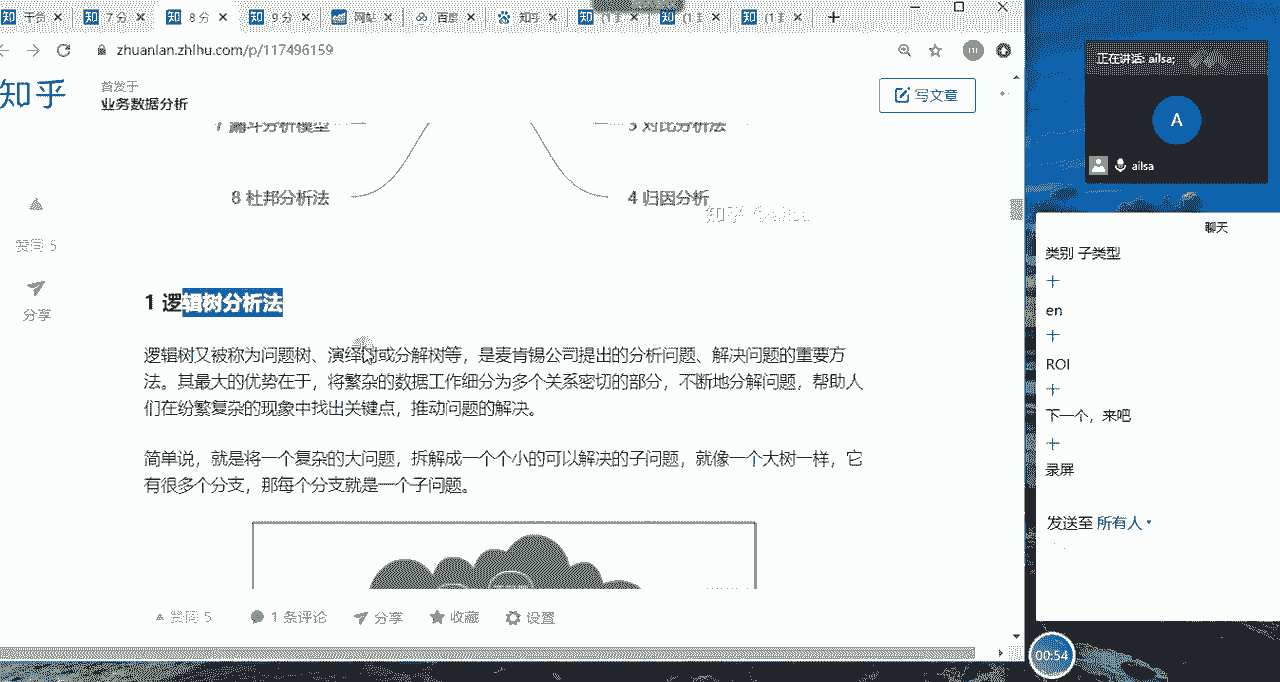 7 分
8 分
9 分
网站
百度
知乎
(1
(1
(1
zhuanlan.zhihu.com/p/117496159
知乎
首发于
业务数据分析
写文章
7 漏斗分析模型
3 对比分析法
8 杜邦分析法
4 归因分析
知乎 @ailsa
赞同 5
分享
1 逻辑树分析法
逻辑树又被称为问题树、演绎树或分解树等，是麦肯锡公司提出的分析问题、解决问题的重要方
法。其最大的优势在于，将繁杂的数据工作细分为多个关系密切的部分，不断地分解问题，帮助人
们在纷繁复杂的现象中找出关键点，推动问题的解决。
简单说，就是将一个复杂的大问题，拆解成一个个小的可以解决的子问题，就像一个大树一样，它
有很多个分支，那每个分支就是一个子问题。
赞同 5
1 条评论
分享
收藏
设置
正在讲话: ailsa;
A
ailsa
聊天
类别 子类型
en
ROI
下一个，来吧
录屏
发送至 所有人
00:54